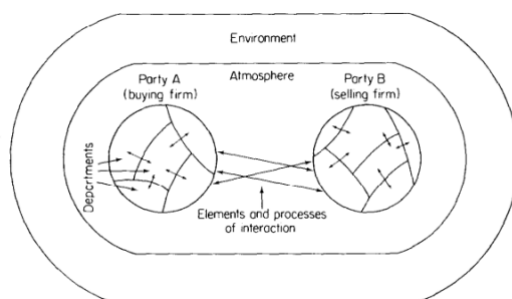 Environment
Atmosphere
Party A
(buying firm)
Party B
(selling firm)
Departments
Elements and processes
of interaction